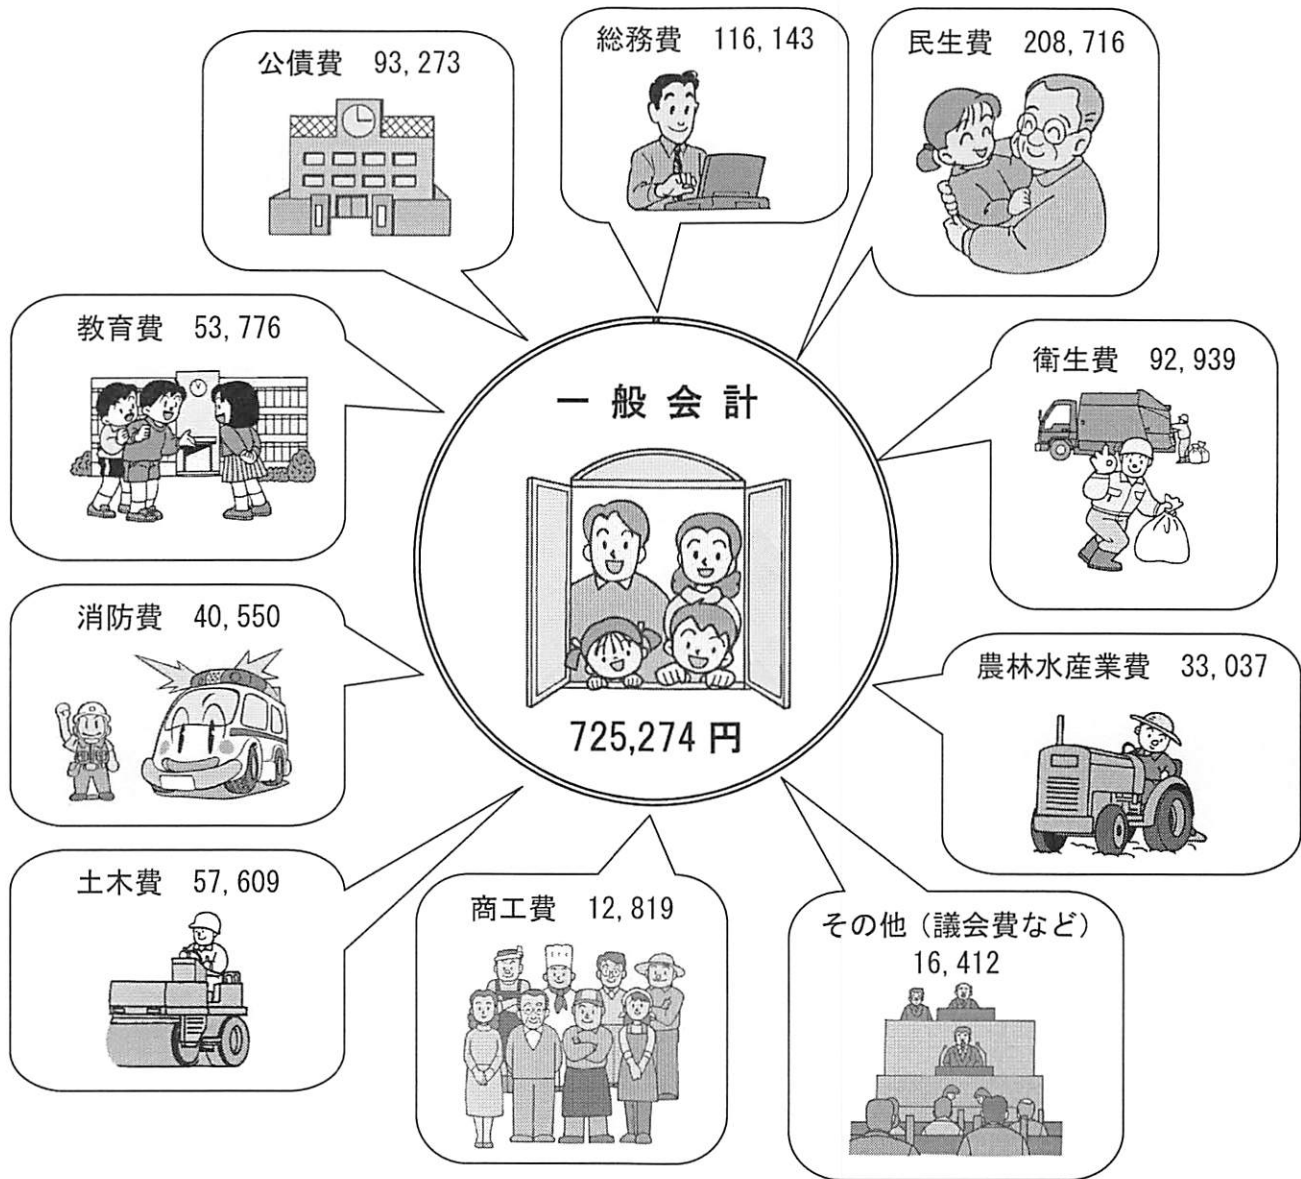 公債費 93,273
総務費 116,143
民生費 208,716
教育費 53,776
衛生費 92,939
一般会計
725,274 円
消防費 40,550
農林水産業費 33,037
土木費 57,609
商工費 12,819
その他（議会費など）
16,412